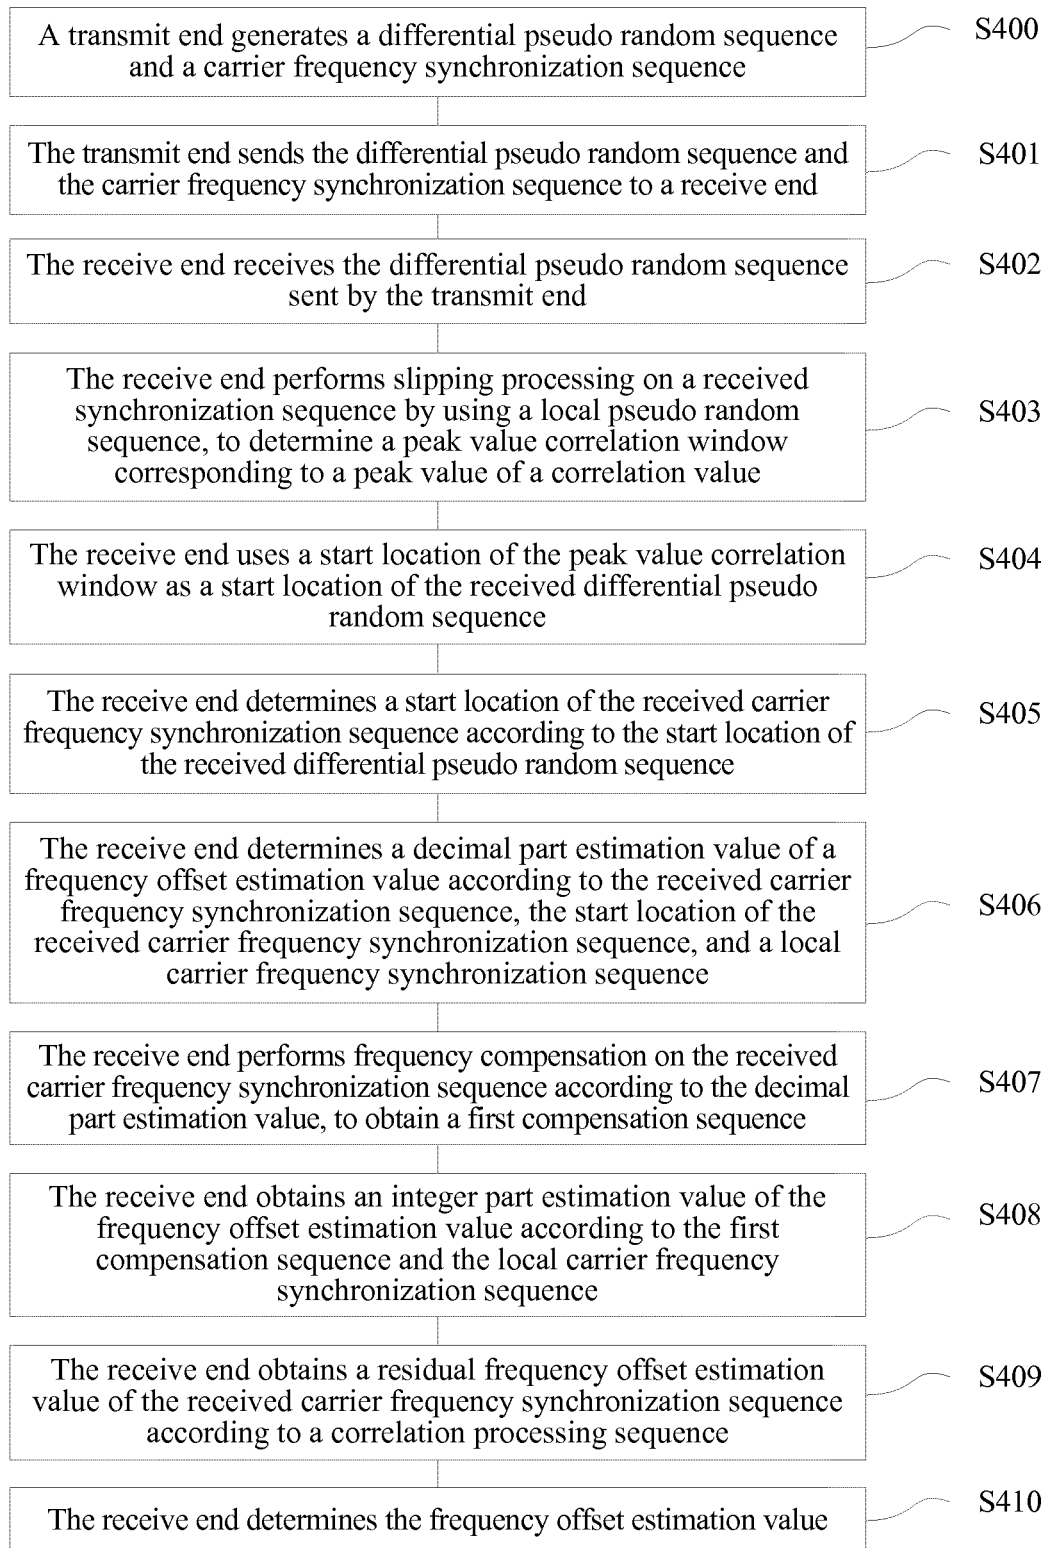 A transmit end generates a differential pseudo random sequence
and a carrier frequency synchronization sequence
S400
The transmit end sends the differential pseudo random sequence and
the carrier frequency synchronization sequence to a receive end
S401
The receive end receives the differential pseudo random sequence
sent by the transmit end
S402
The receive end performs slipping processing on a received
synchronization sequence by using a local pseudo random
sequence, to determine a peak value correlation window
corresponding to a peak value of a correlation value
S403
The receive end uses a start location of the peak value correlation
window as a start location of the received differential pseudo
random sequence
S404
The receive end determines a start location of the received carrier
frequency synchronization sequence according to the start location of
the received differential pseudo random sequence
S405
The receive end determines a decimal part estimation value of a
frequency offset estimation value according to the received carrier
frequency synchronization sequence, the start location of the
received carrier frequency synchronization sequence, and a local
carrier frequency synchronization sequence
S406
The receive end performs frequency compensation on the received
carrier frequency synchronization sequence according to the decimal
part estimation value, to obtain a first compensation sequence
S407
The receive end obtains an integer part estimation value of the
frequency offset estimation value according to the first
compensation sequence and the local carrier frequency
synchronization sequence
S408
The receive end obtains a residual frequency offset estimation
value of the received carrier frequency synchronization sequence
according to a correlation processing sequence
S409
The receive end determines the frequency offset estimation value
S410